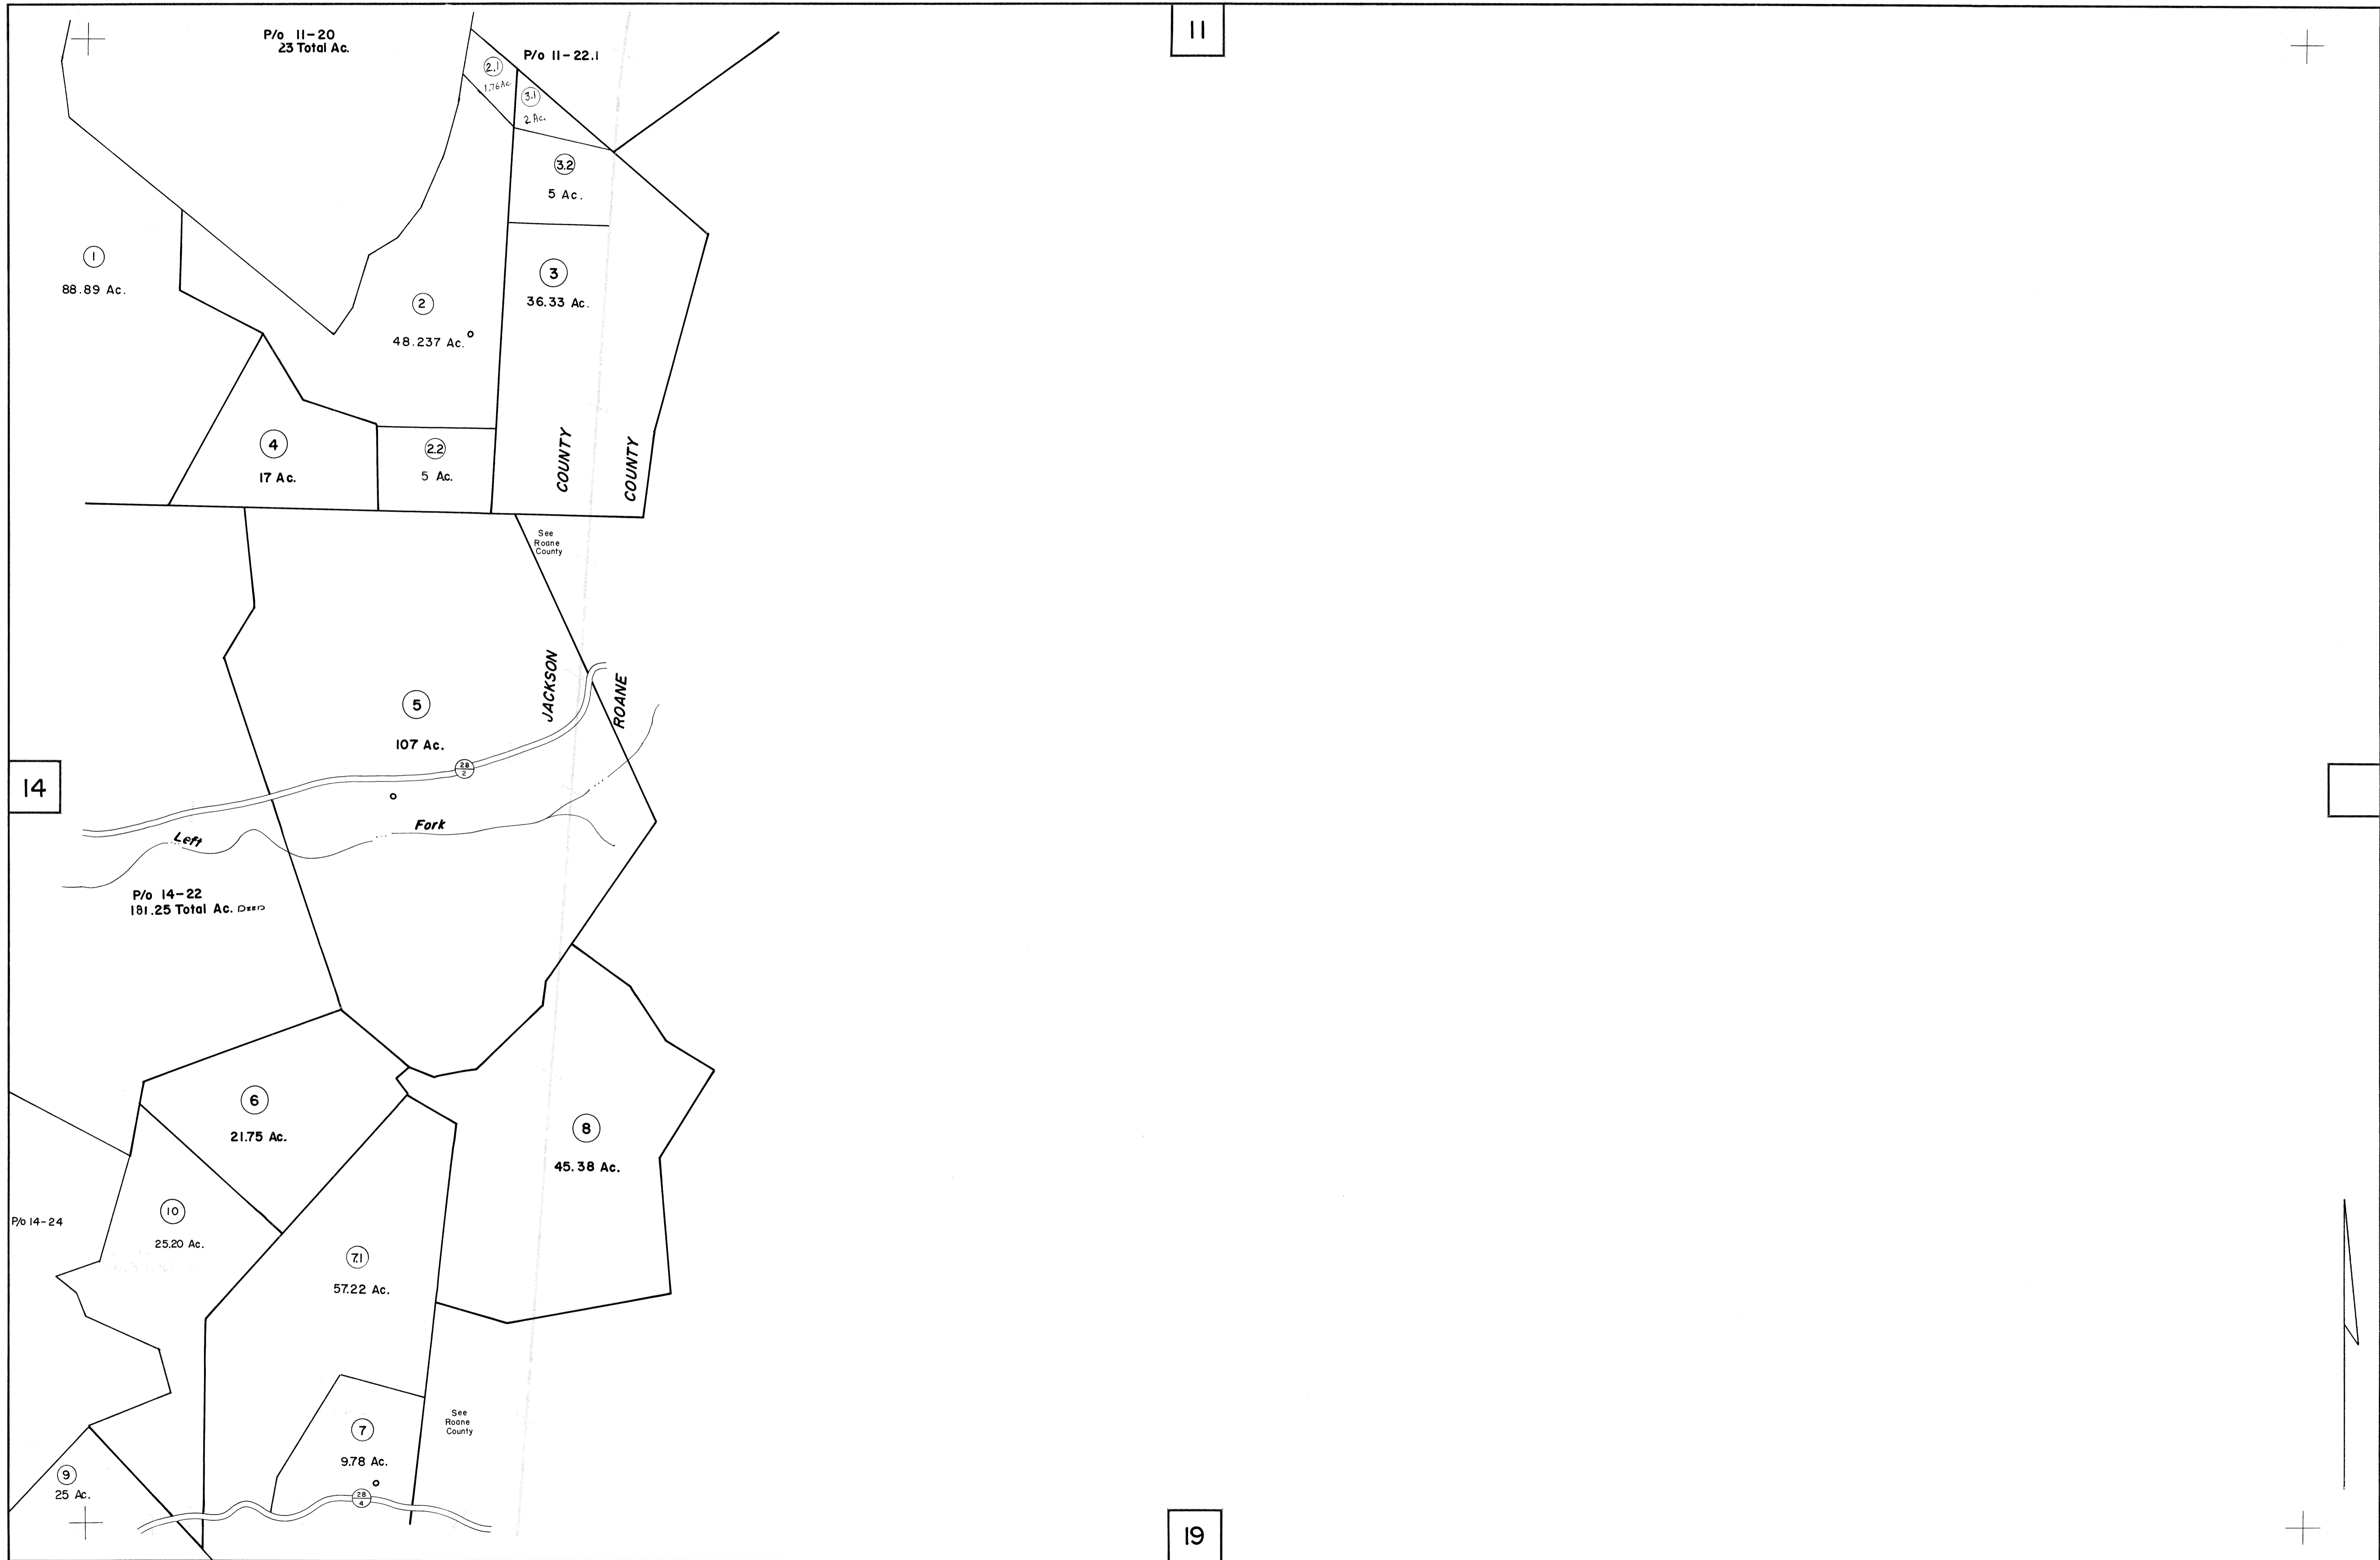 11
P/o 11-20
23 Total Ac.
P/o 11-22.1
2.1
1.76 Ac.
3.1
2 Ac.
3.2
5 Ac.
1
88.89 Ac.
3
36.33 Ac.
2
48.237 Ac.
4
17 Ac.
2.2
5 Ac.
COUNTY
COUNTY
See
Roane
County
JACKSON
ROANE
5
107 Ac.
28
2
14
Left
Fork
P/o 14-22
181.25 Total Ac. DEED
6
21.75 Ac.
8
45.38 Ac.
10
25.20 Ac.
P/o 14-24
7.1
57.22 Ac.
See
Roane
County
7
9.78 Ac.
9
25 Ac.
28
4
19